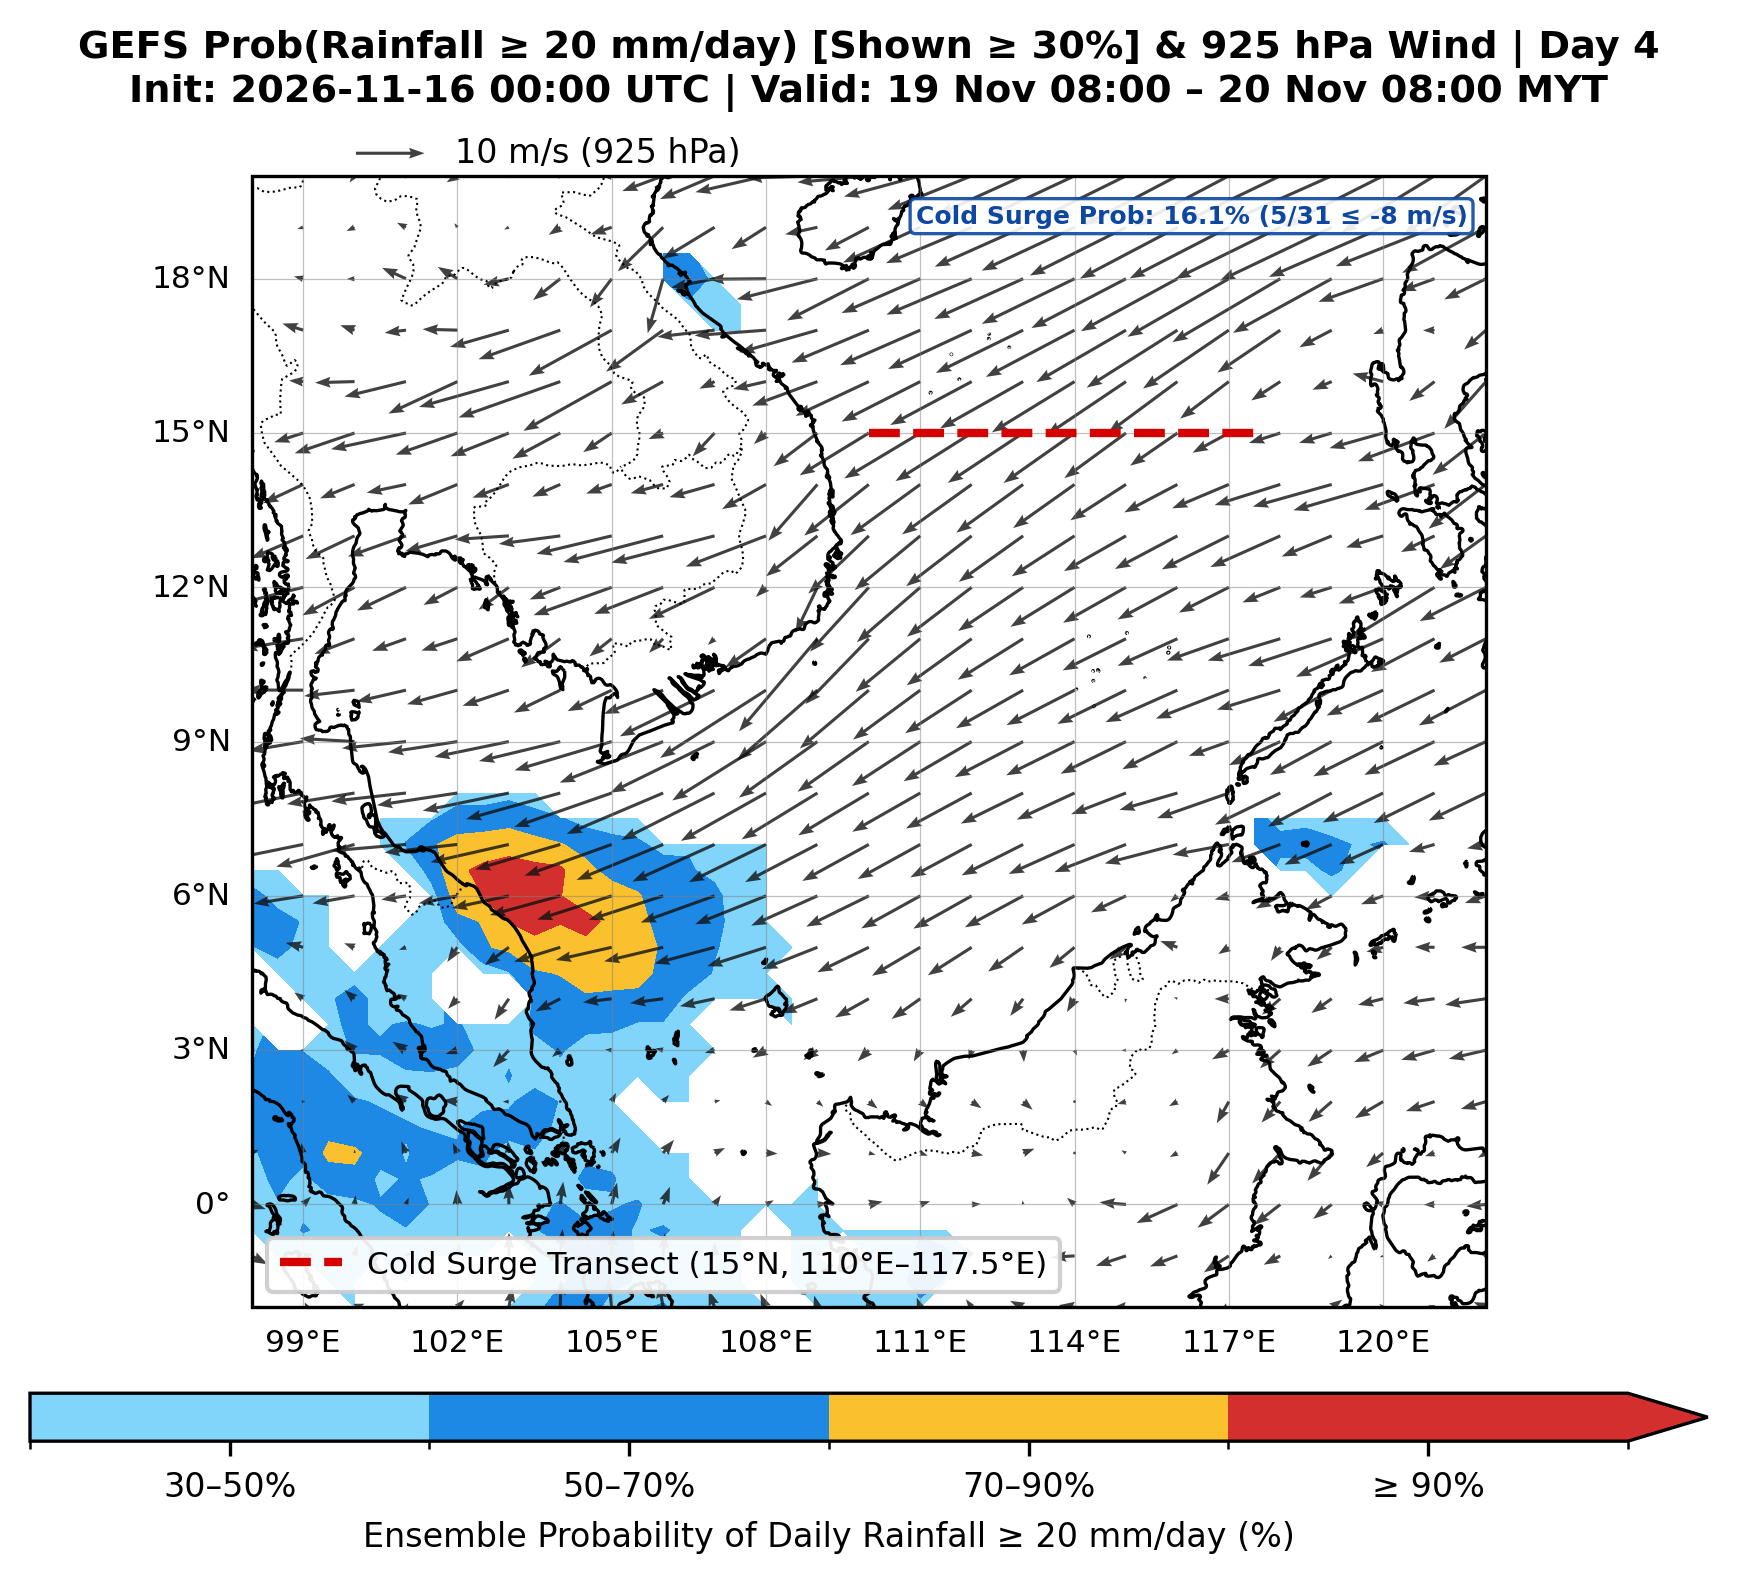 GEFS Prob(Rainfall ≥ 20 mm/day) [Shown ≥ 30%] & 925 hPa Wind | Day 4
Init: 2026-11-16 00:00 UTC | Valid: 19 Nov 08:00 – 20 Nov 08:00 MYT
10 m/s (925 hPa)
Cold Surge Prob: 16.1% (5/31 ≤ -8 m/s)
18°N
15°N
12°N
9°N
6°N
3°N
0°
Cold Surge Transect (15°N, 110°E–117.5°E)
99°E 102°E 105°E 108°E 111°E 114°E 117°E 120°E
30–50% 50–70% 70–90% ≥ 90%
Ensemble Probability of Daily Rainfall ≥ 20 mm/day (%)